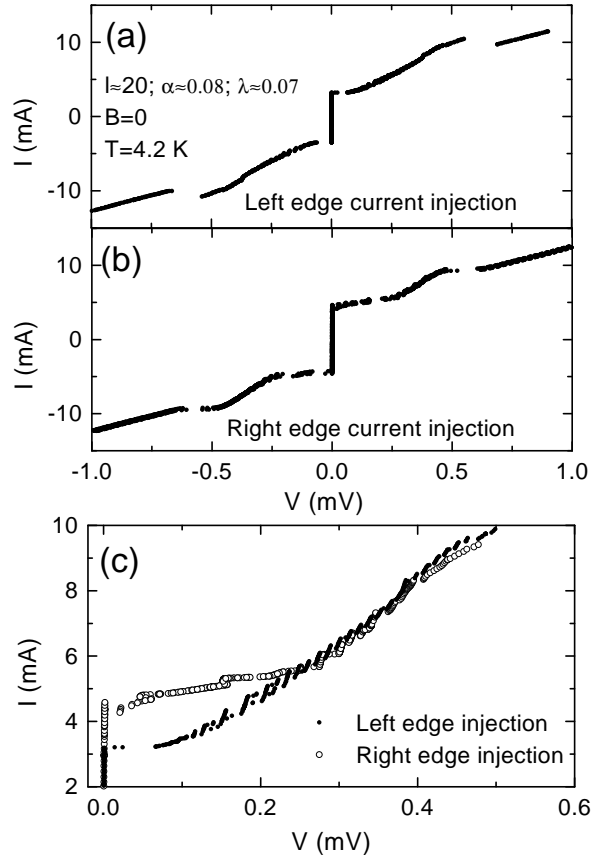 (a)
10
0
-10
I (mA)
l≈20; α≈0.08; λ≈0.07
B=0
T=4.2 K
Left edge current injection
(b)
10
0
-10
I (mA)
Right edge current injection
-1.0 -0.5 0.0 0.5 1.0
V (mV)
(c)
10
8
6
4
2
I (mA)
Left edge injection
Right edge injection
0.0 0.2 0.4 0.6
V (mV)